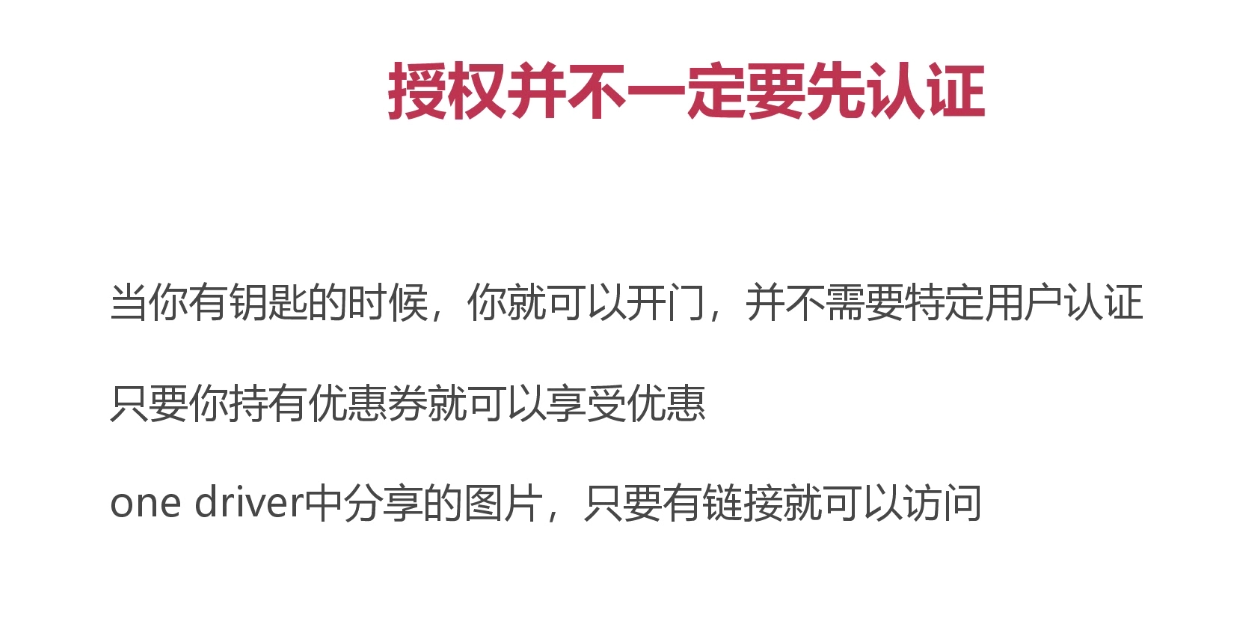 授权并不一定要先认证
当你有钥匙的时候，你就可以开门，并不需要特定用户认证
只要你持有优惠券就可以享受优惠
one driver中分享的图片，只要有链接就可以访问